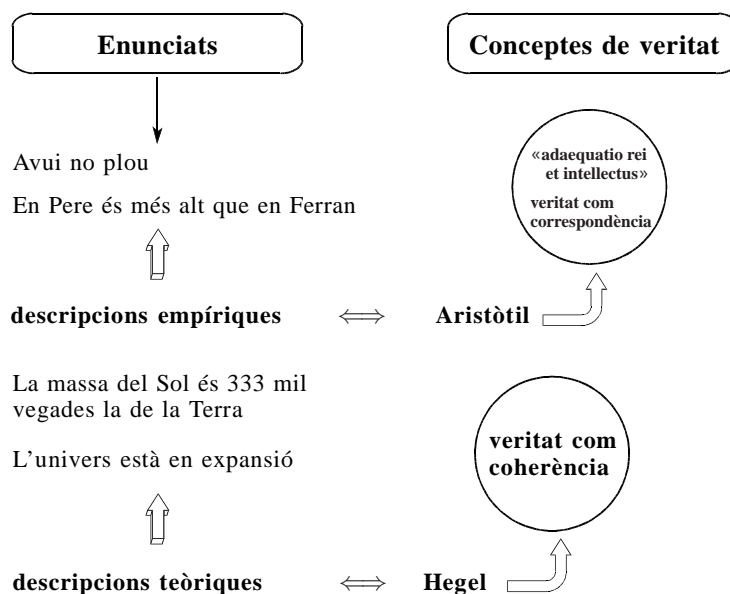 Enunciats
Conceptes de veritat
Avui no plou
En Pere és més alt que en Ferran
«adaequatio rei
et intellectus»
veritat com
correspondència
descripcions empíriques ⟺ Aristòtil
La massa del Sol és 333 mil
vegades la de la Terra
L’univers està en expansió
veritat com
coherència
descripcions teòriques ⟺ Hegel